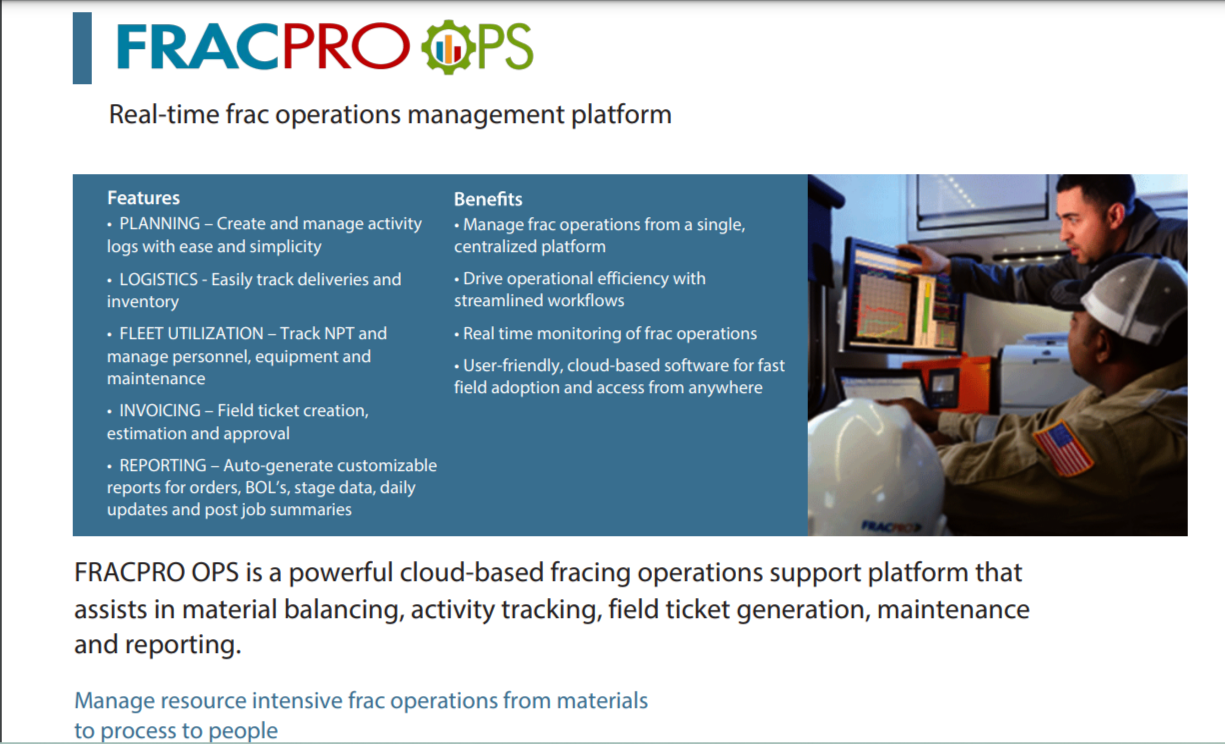 FRACPRO OPS
Real-time frac operations management platform
Features
• PLANNING – Create and manage activity
logs with ease and simplicity
• LOGISTICS - Easily track deliveries and
inventory
• FLEET UTILIZATION – Track NPT and
manage personnel, equipment and
maintenance
• INVOICING – Field ticket creation,
estimation and approval
• REPORTING – Auto-generate customizable
reports for orders, BOL's, stage data, daily
updates and post job summaries
Benefits
• Manage frac operations from a single,
centralized platform
• Drive operational efficiency with
streamlined workflows
• Real time monitoring of frac operations
• User-friendly, cloud-based software for fast
field adoption and access from anywhere
FRACPRO
FRACPRO OPS is a powerful cloud-based fracing operations support platform that
assists in material balancing, activity tracking, field ticket generation, maintenance
and reporting.
Manage resource intensive frac operations from materials
to process to people